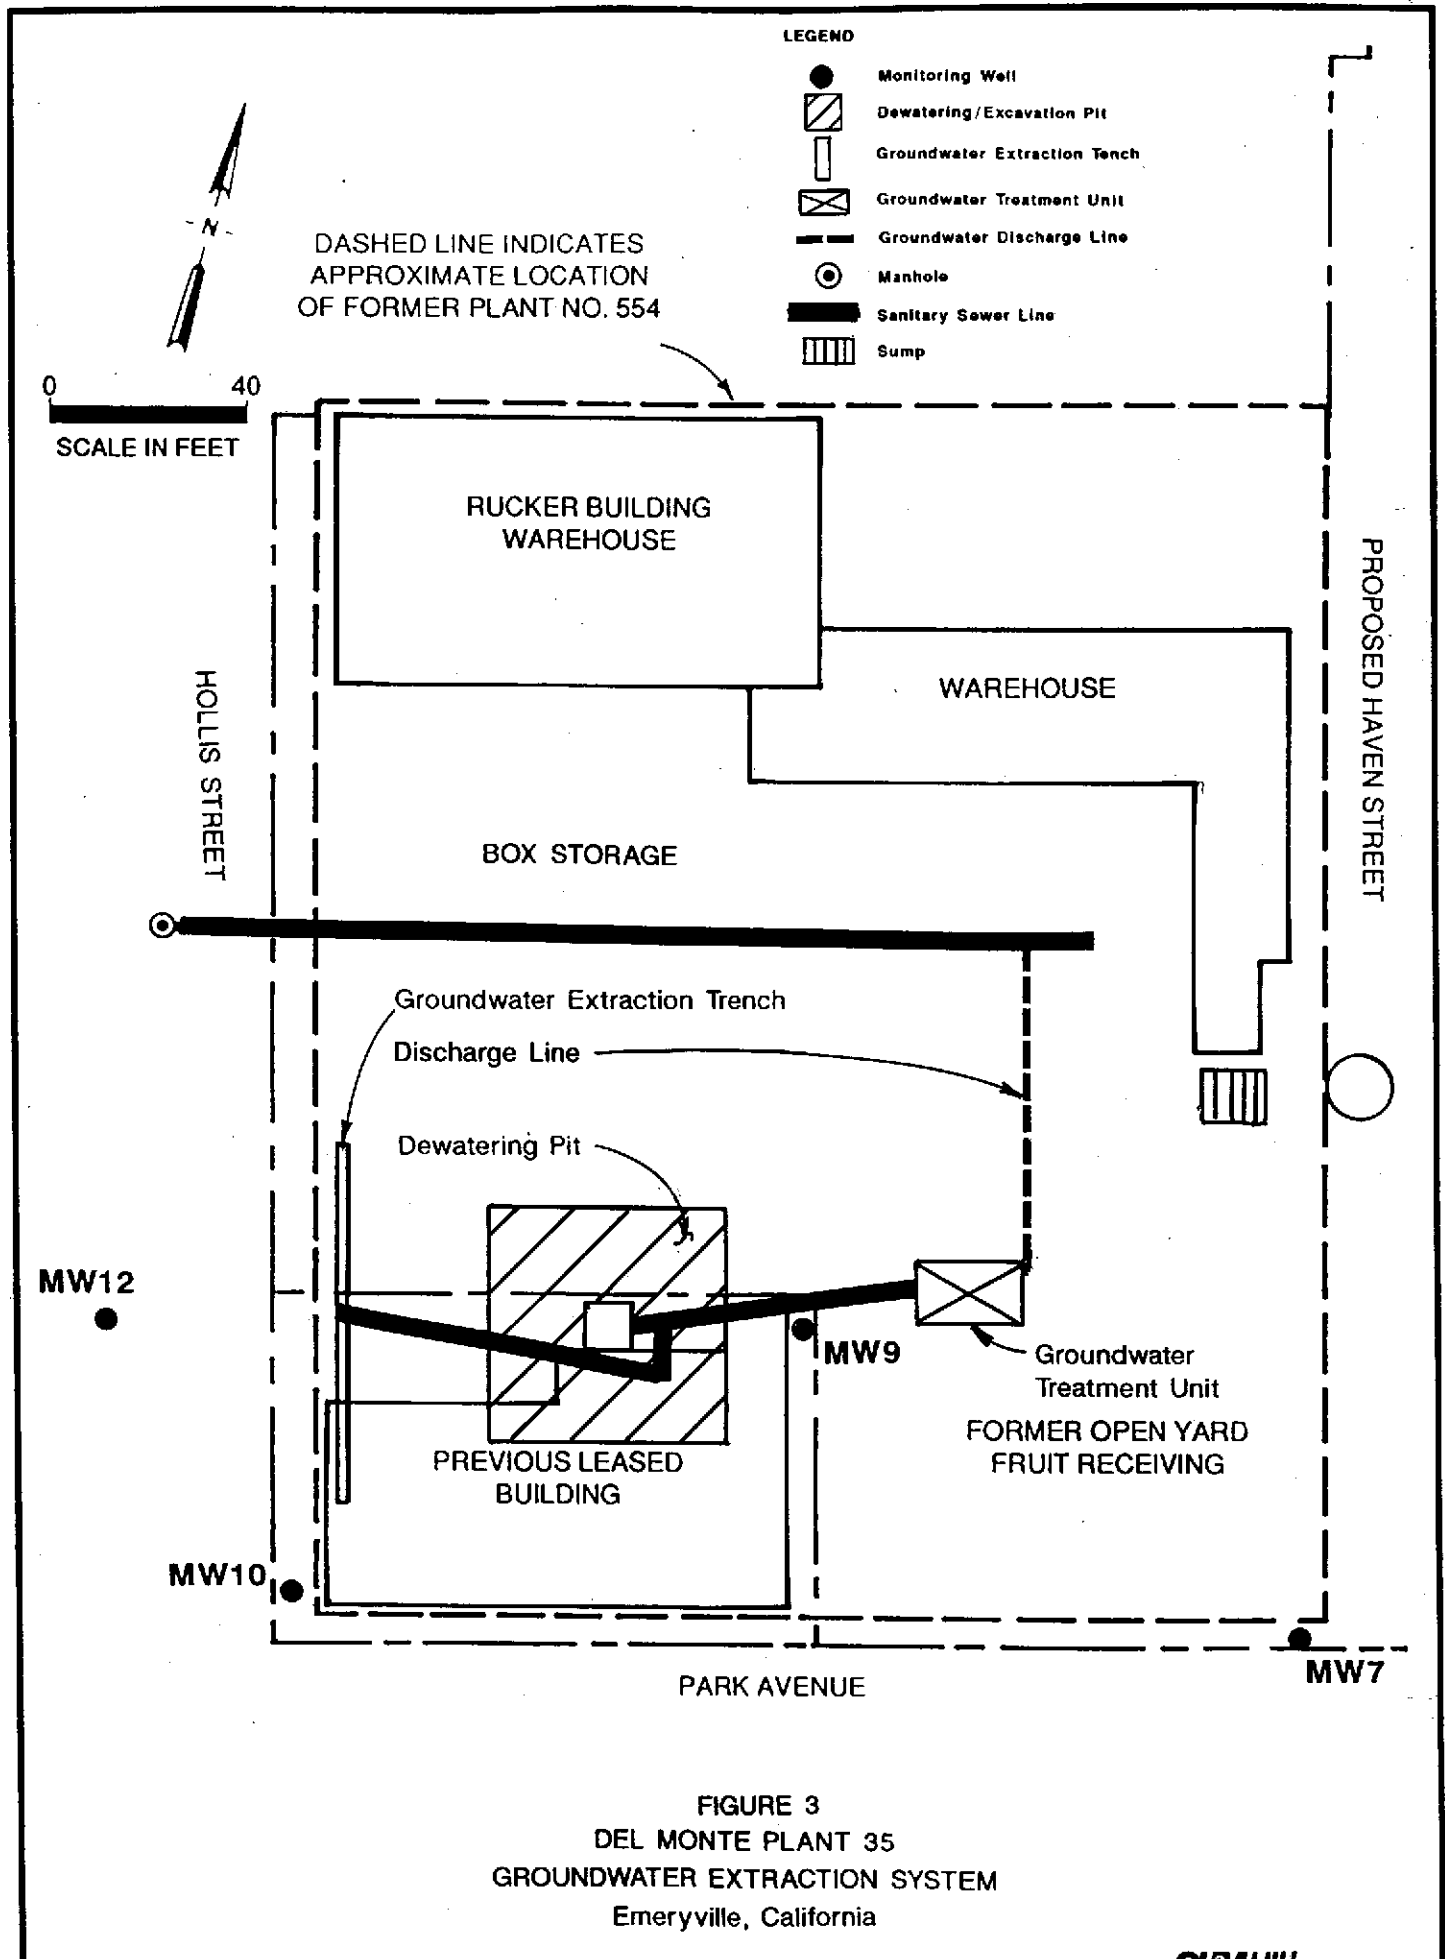 LEGEND
Monitoring Well
Dewatering/Excavation Pit
Groundwater Extraction Tench
Groundwater Treatment Unit
Groundwater Discharge Line
Manhole
Sanitary Sewer Line
Sump
N
DASHED LINE INDICATES
APPROXIMATE LOCATION
OF FORMER PLANT NO. 554
0 40
SCALE IN FEET
RUCKER BUILDING
WAREHOUSE
WAREHOUSE
HOLLIS STREET
PROPOSED HAVEN STREET
BOX STORAGE
Groundwater Extraction Trench
Discharge Line
Dewatering Pit
MW12
MW9
Groundwater
Treatment Unit
FORMER OPEN YARD
FRUIT RECEIVING
PREVIOUS LEASED
BUILDING
MW10
MW7
PARK AVENUE
FIGURE 3
DEL MONTE PLANT 35
GROUNDWATER EXTRACTION SYSTEM
Emeryville, California